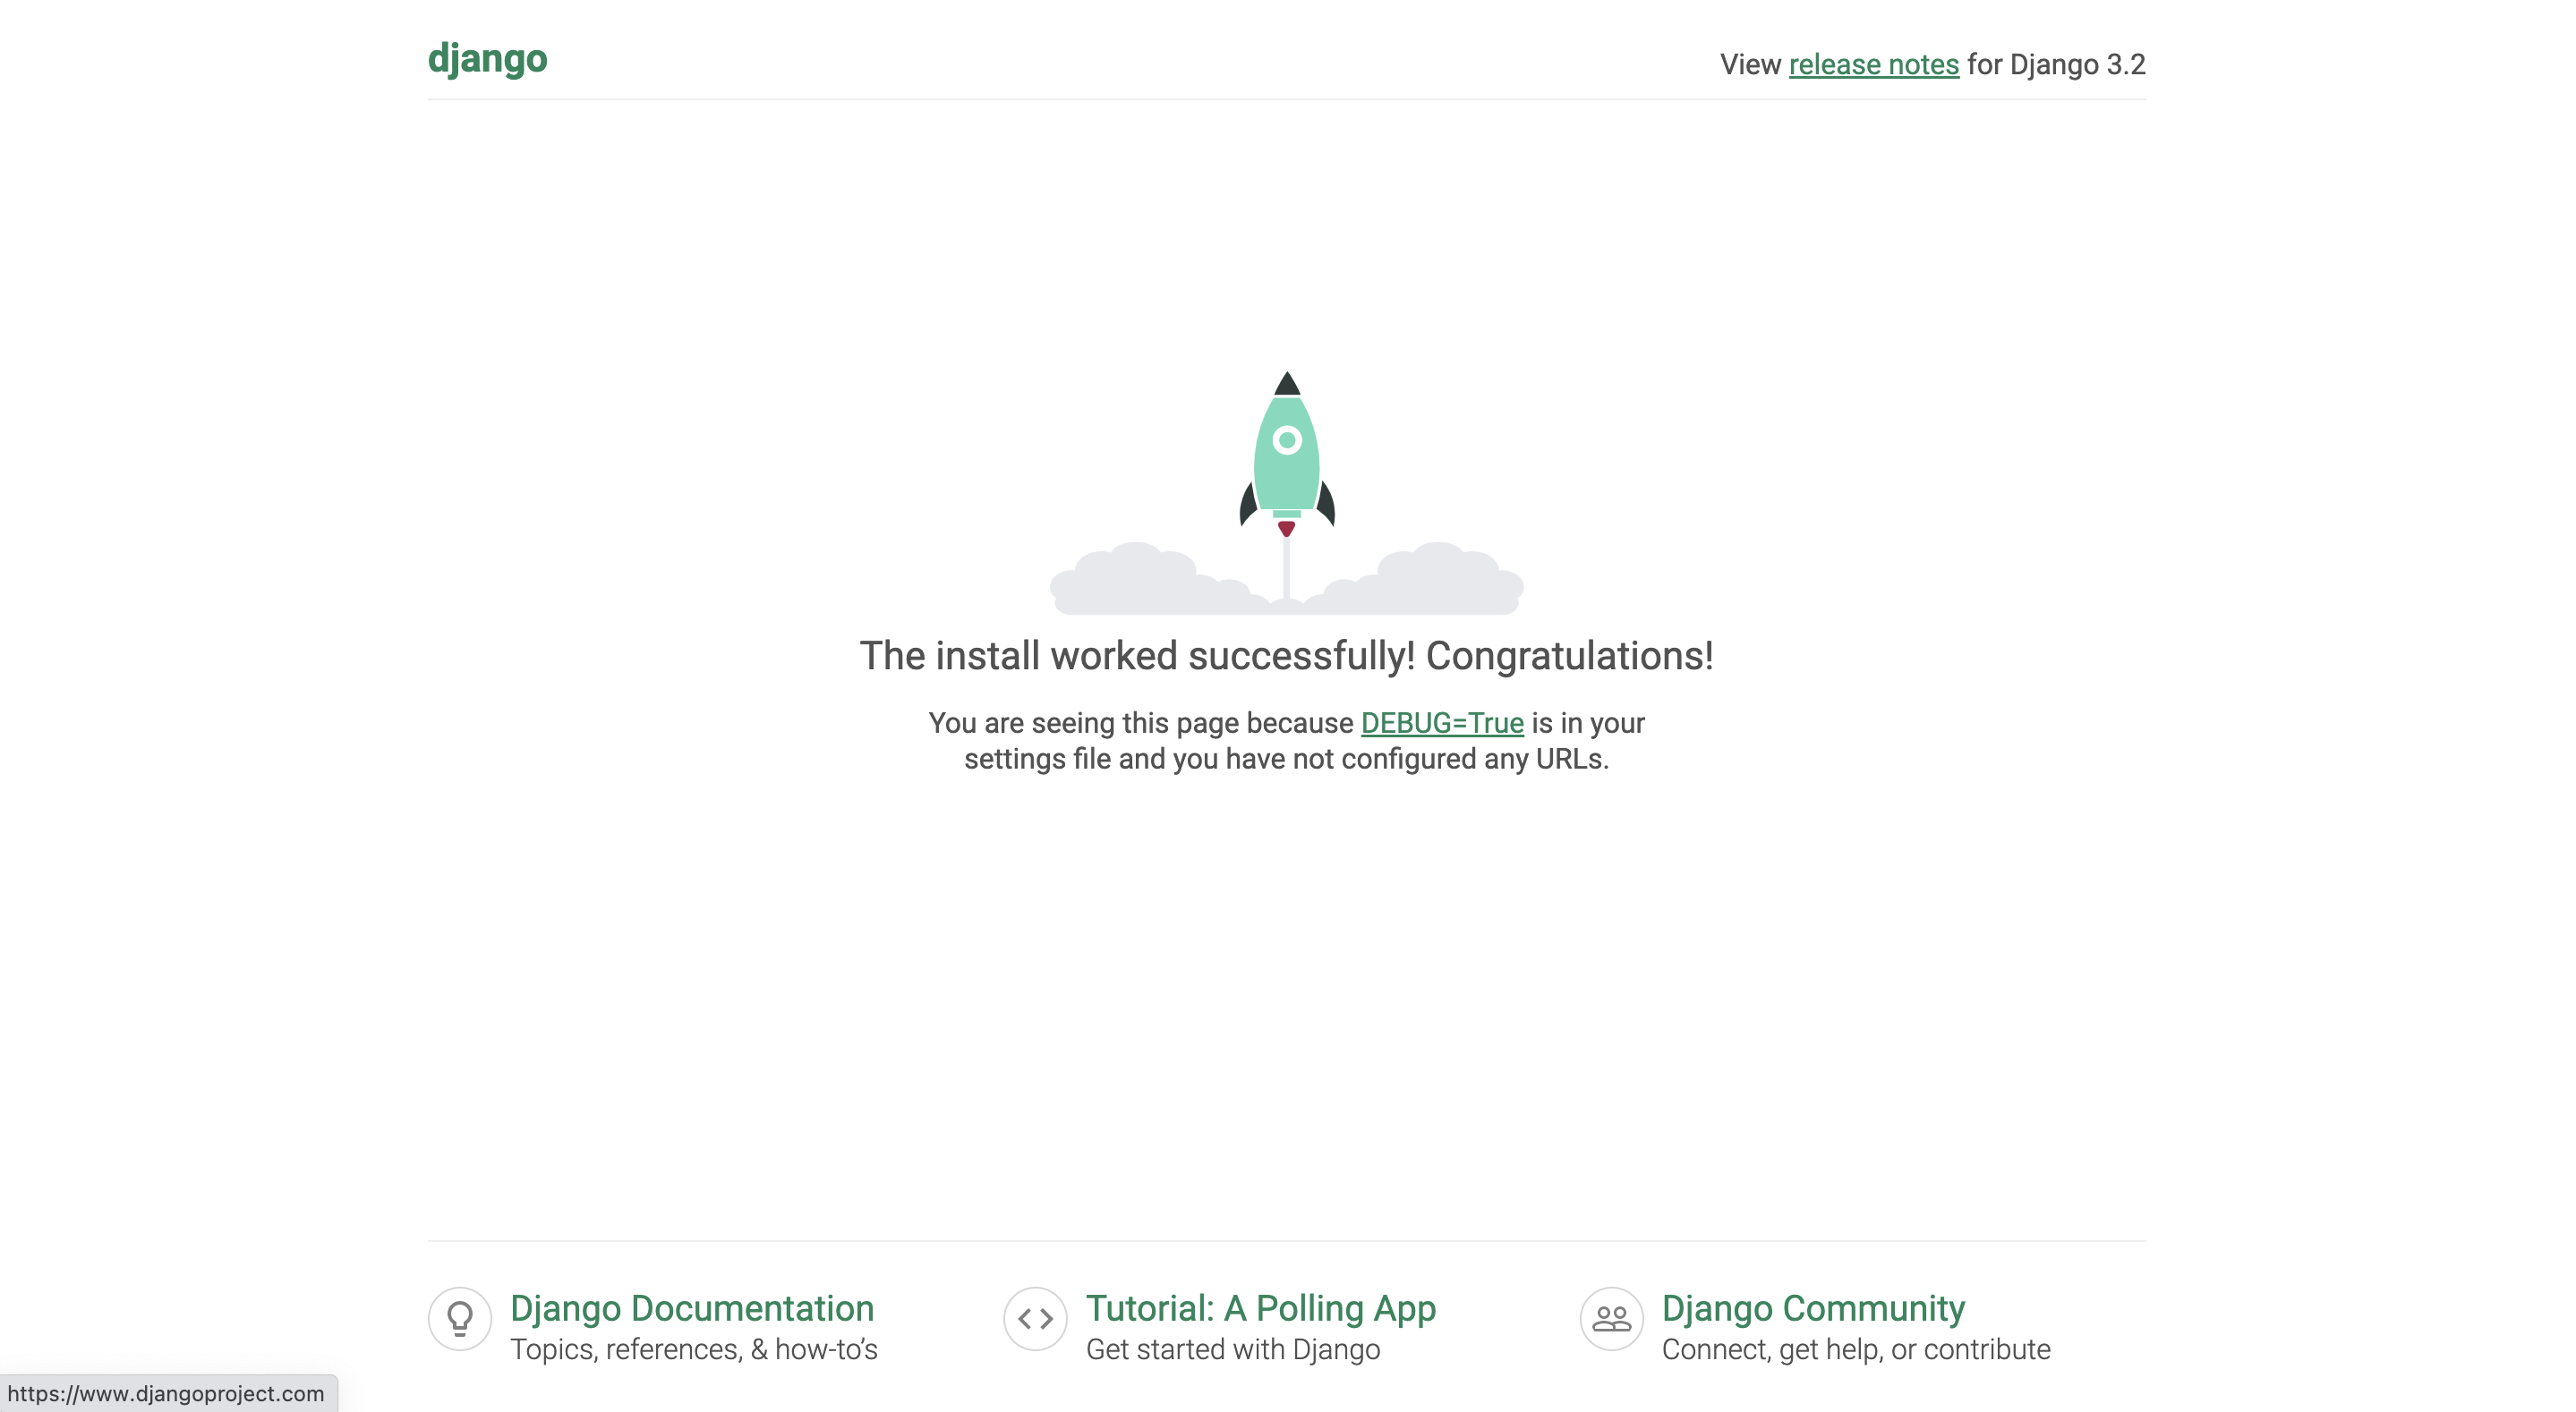 django
View release notes for Django 3.2
The install worked successfully! Congratulations!
You are seeing this page because DEBUG=True is in your
settings file and you have not configured any URLs.
Django Documentation
Topics, references, & how-to’s
Tutorial: A Polling App
Get started with Django
Django Community
Connect, get help, or contribute
https://www.djangoproject.com